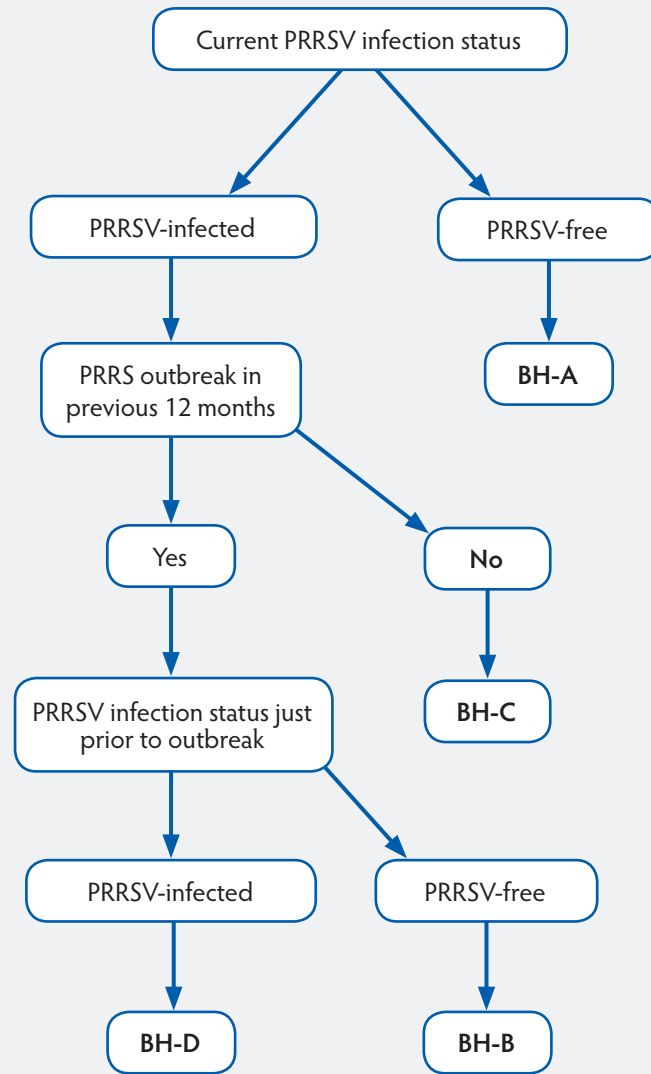 Current PRRSV infection status
PRRSV-infected
PRRSV-free
PRRS outbreak in
previous 12 months
BH-A
Yes
No
PRRSV infection status just
prior to outbreak
BH-C
PRRSV-infected
PRRSV-free
BH-D
BH-B